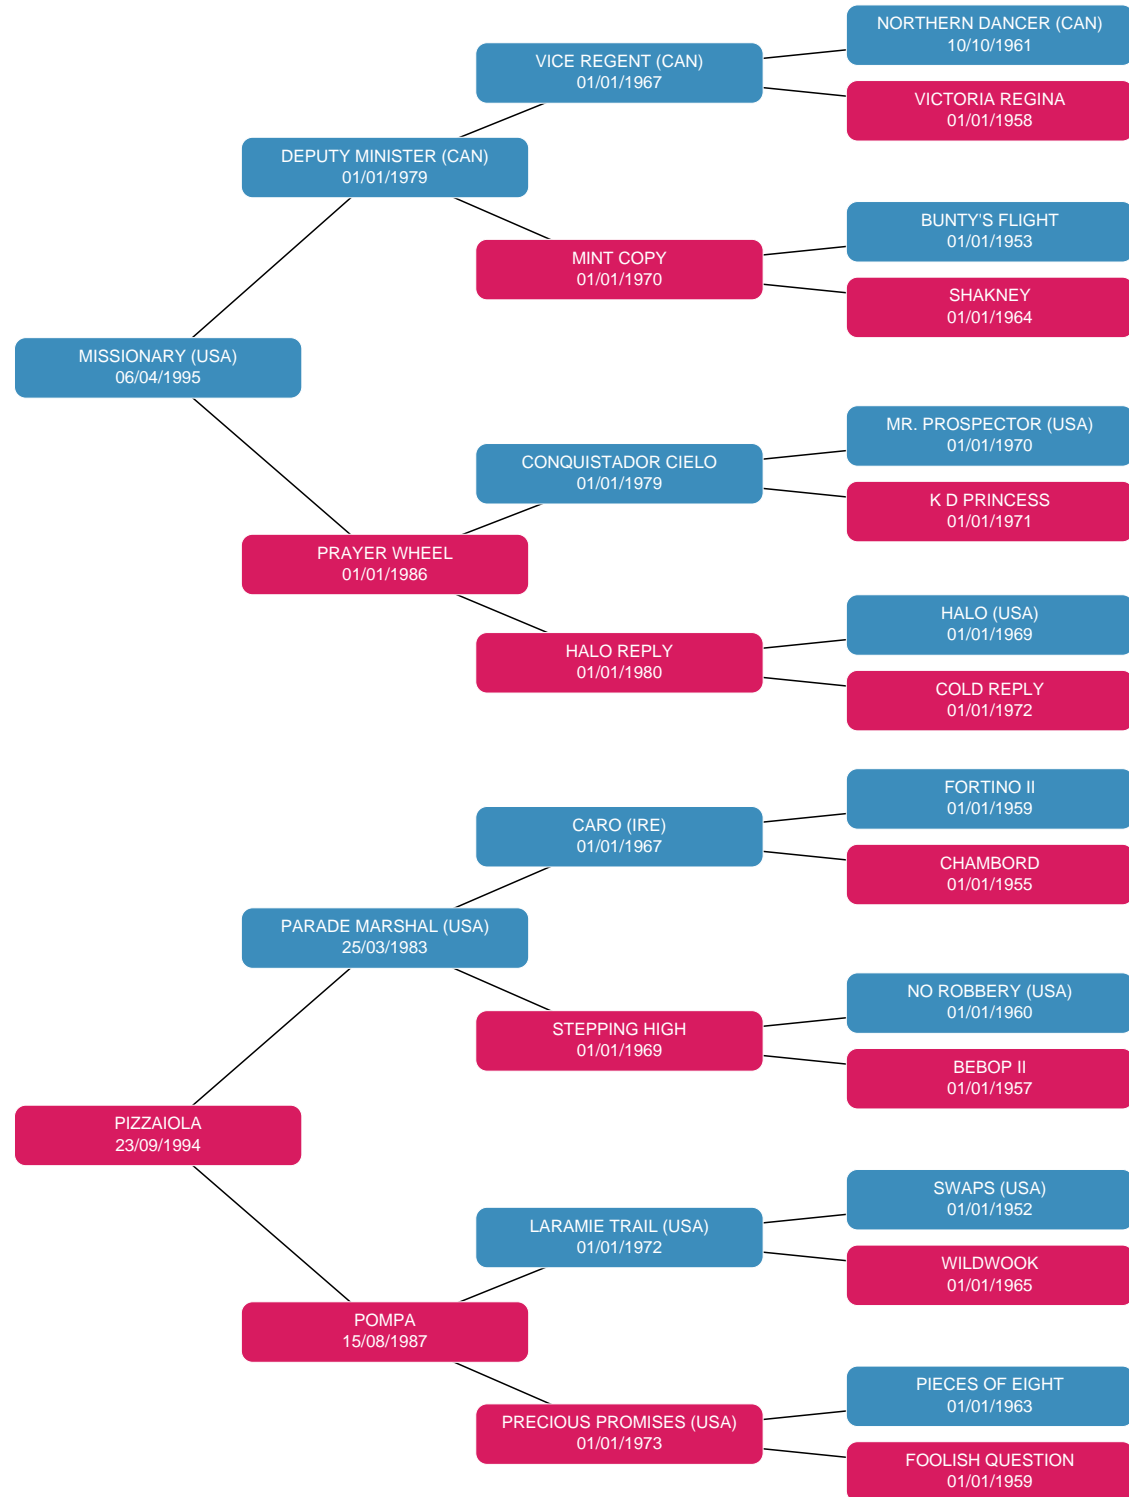 NORTHERN DANCER (CAN)
10/10/1961
VICE REGENT (CAN)
01/01/1967
VICTORIA REGINA
01/01/1958
DEPUTY MINISTER (CAN)
01/01/1979
BUNTY'S FLIGHT
01/01/1953
MINT COPY
01/01/1970
SHAKNEY
01/01/1964
MISSIONARY (USA)
06/04/1995
MR. PROSPECTOR (USA)
01/01/1970
CONQUISTADOR CIELO
01/01/1979
K D PRINCESS
01/01/1971
PRAYER WHEEL
01/01/1986
HALO (USA)
01/01/1969
HALO REPLY
01/01/1980
COLD REPLY
01/01/1972
FORTINO II
01/01/1959
CARO (IRE)
01/01/1967
CHAMBORD
01/01/1955
PARADE MARSHAL (USA)
25/03/1983
NO ROBBERY (USA)
01/01/1960
STEPPING HIGH
01/01/1969
BEBOP II
01/01/1957
PIZZAIOLA
23/09/1994
SWAPS (USA)
01/01/1952
LARAMIE TRAIL (USA)
01/01/1972
WILDWOOK
01/01/1965
POMPA
15/08/1987
PIECES OF EIGHT
01/01/1963
PRECIOUS PROMISES (USA)
01/01/1973
FOOLISH QUESTION
01/01/1959